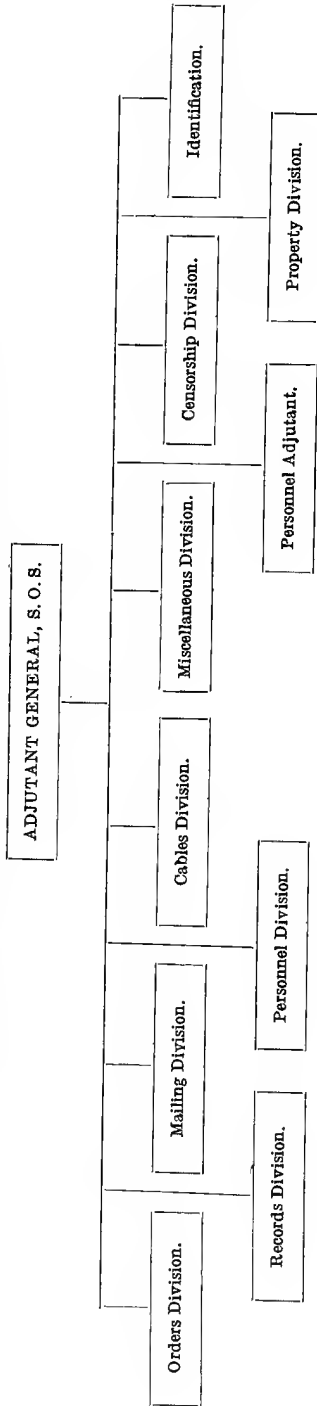 ADJUTANT GENERAL, S. O. S.
Orders Division.
Mailing Division.
Cables Division.
Miscellaneous Division.
Censorship Division.
Identification.
Records Division.
Personnel Division.
Personnel Adjutant.
Property Division.